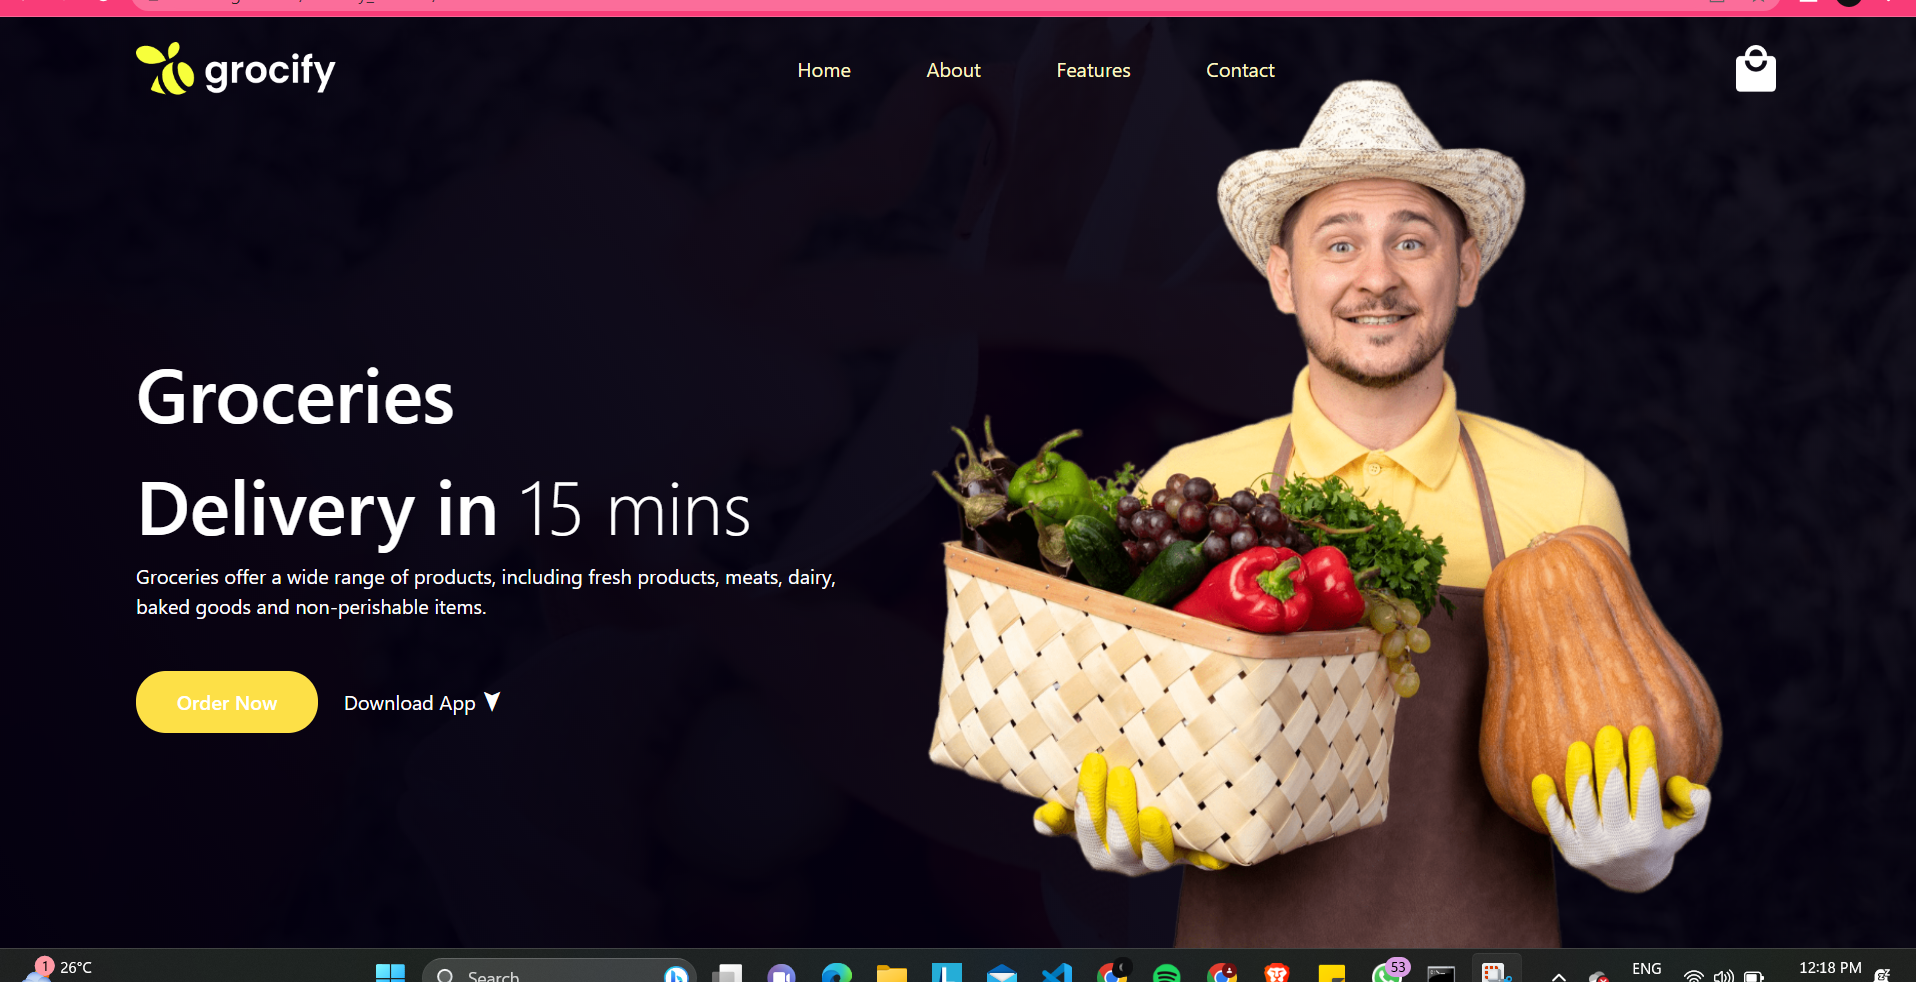 grocify
Home About Features Contact
Groceries
Delivery in 15 mins
Groceries offer a wide range of products, including fresh products, meats, dairy,
baked goods and non-perishable items.
Order Now Download App
1 26°C
Search
53
ENG
12:18 PM